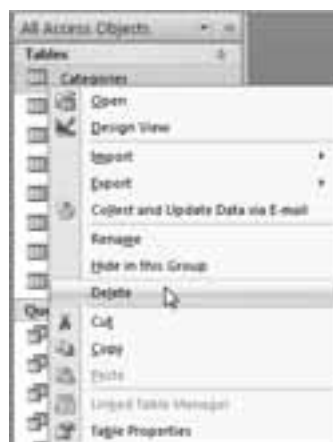 All Access Objects
Tables
Categories
Open
Design View
Import
Export
Collect and Update Data via E-mail
Rename
Hide in this Group
Delete
Cut
Copy
Paste
Linked Table Manager
Table Properties